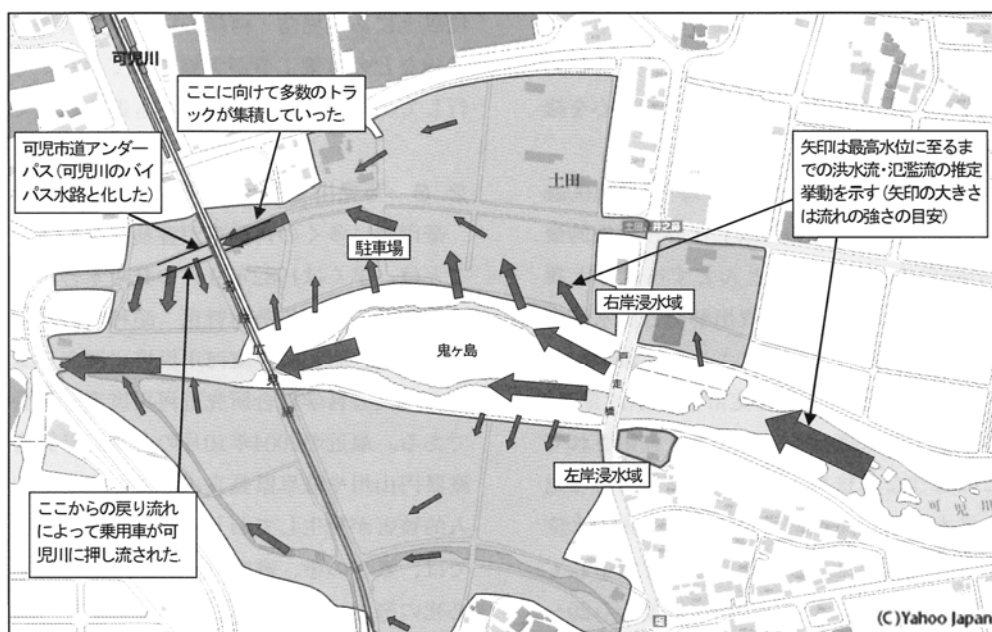 可児川
ここに向けて多数のトラ
ックが集積していった.
可児市道アンダー
パス(可児川のバイ
パス水路と化した)
矢印は最高水位に至るま
での洪水流・氾濫流の推定
挙動を示す(矢印の大きさ
は流れの強さの目安)
土田
駐車場
右岸浸水域
鬼ヶ島
戸走橋
左岸浸水域
可児川
ここからの戻り流れ
によって乗用車が可
児川に押し流された.
(C)Yahoo Japan